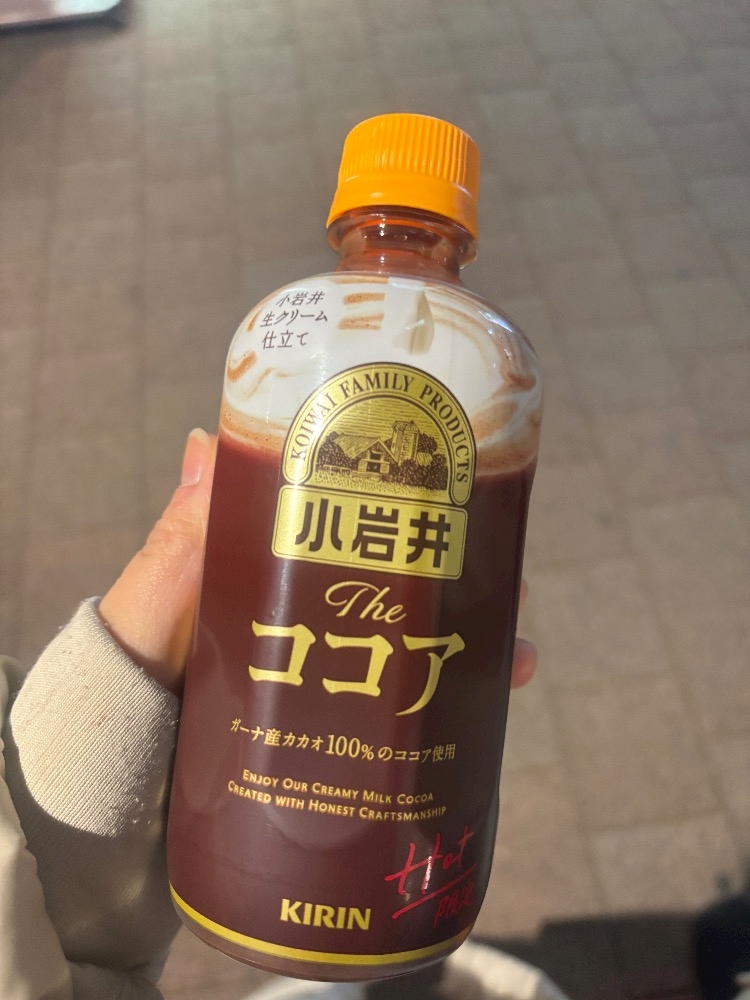 小岩井
生クリーム
仕立て
KOIWAI FAMILY PRODUCTS
小岩井
The
ココア
ガーナ産カカオ100%のココア使用
ENJOY OUR CREAMY MILK COCOA
CREATED WITH HONEST CRAFTSMANSHIP
Hot
限定
KIRIN